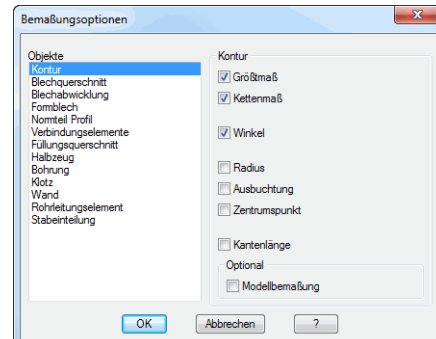 Bemaßungsoptionen
Objekte
Kontur
Blechquerschnitt
Blechabwicklung
Formblech
Normteil Profil
Verbindungselemente
Füllungsquerschnitt
Halbzeug
Bohrung
Klotz
Wand
Rohrleitungselement
Stabeinteilung
Kontur
Größtmaß
Kettenmaß
Winkel
Radius
Ausbuchtung
Zentrumspunkt
Kantenlänge
Optional
Modellbemaßung
OK
Abbrechen
?